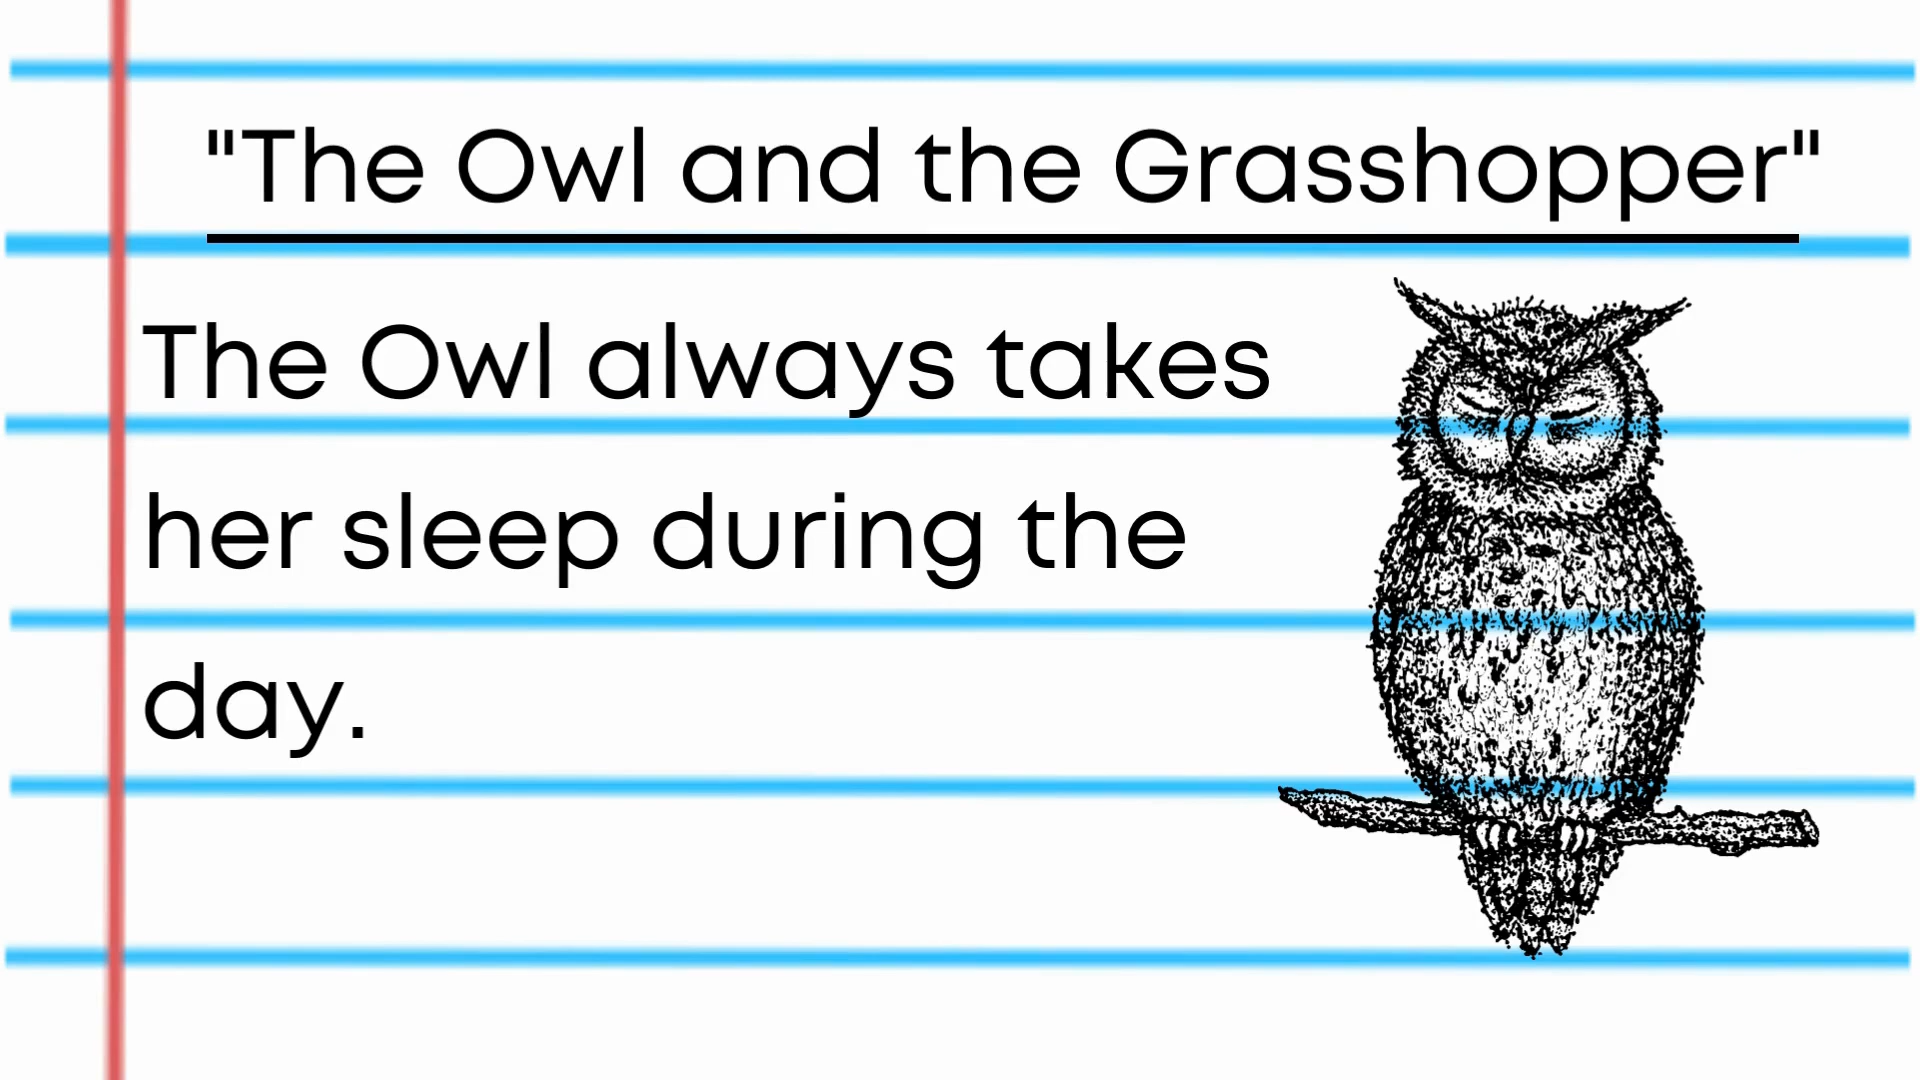 "The Owl and the Grasshopper"
The Owl always takes
her sleep during the
day.